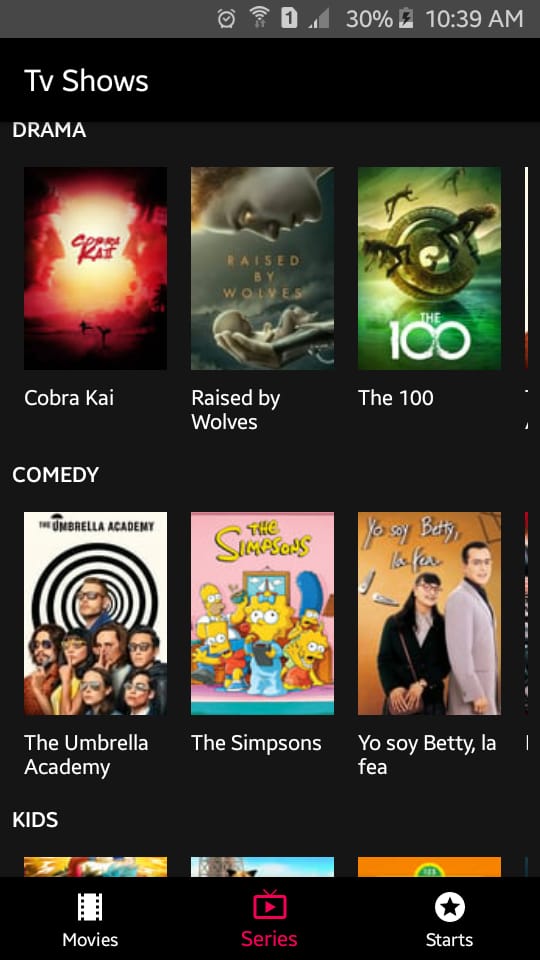 1
30%
10:39 AM
Tv Shows
DRAMA
COBRA
KAI
RAISED
BY
WOLVES
THE
100
Cobra Kai
Raised by
Wolves
The 100
COMEDY
THE UMBRELLA ACADEMY
THE
SIMPSONS
Yo soy Betty,
la fea
The Umbrella
Academy
The Simpsons
Yo soy Betty, la
fea
KIDS
Movies
Series
Starts